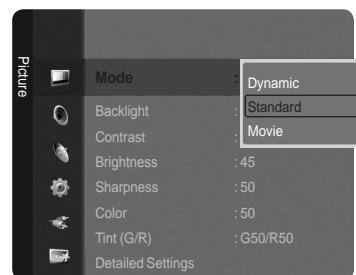 Picture
Mode :
Dynamic
Standard
Movie
Backlight :
Contrast :
Brightness : 45
Sharpness : 50
Color : 50
Tint (G/R) : G50/R50
Detailed Settings